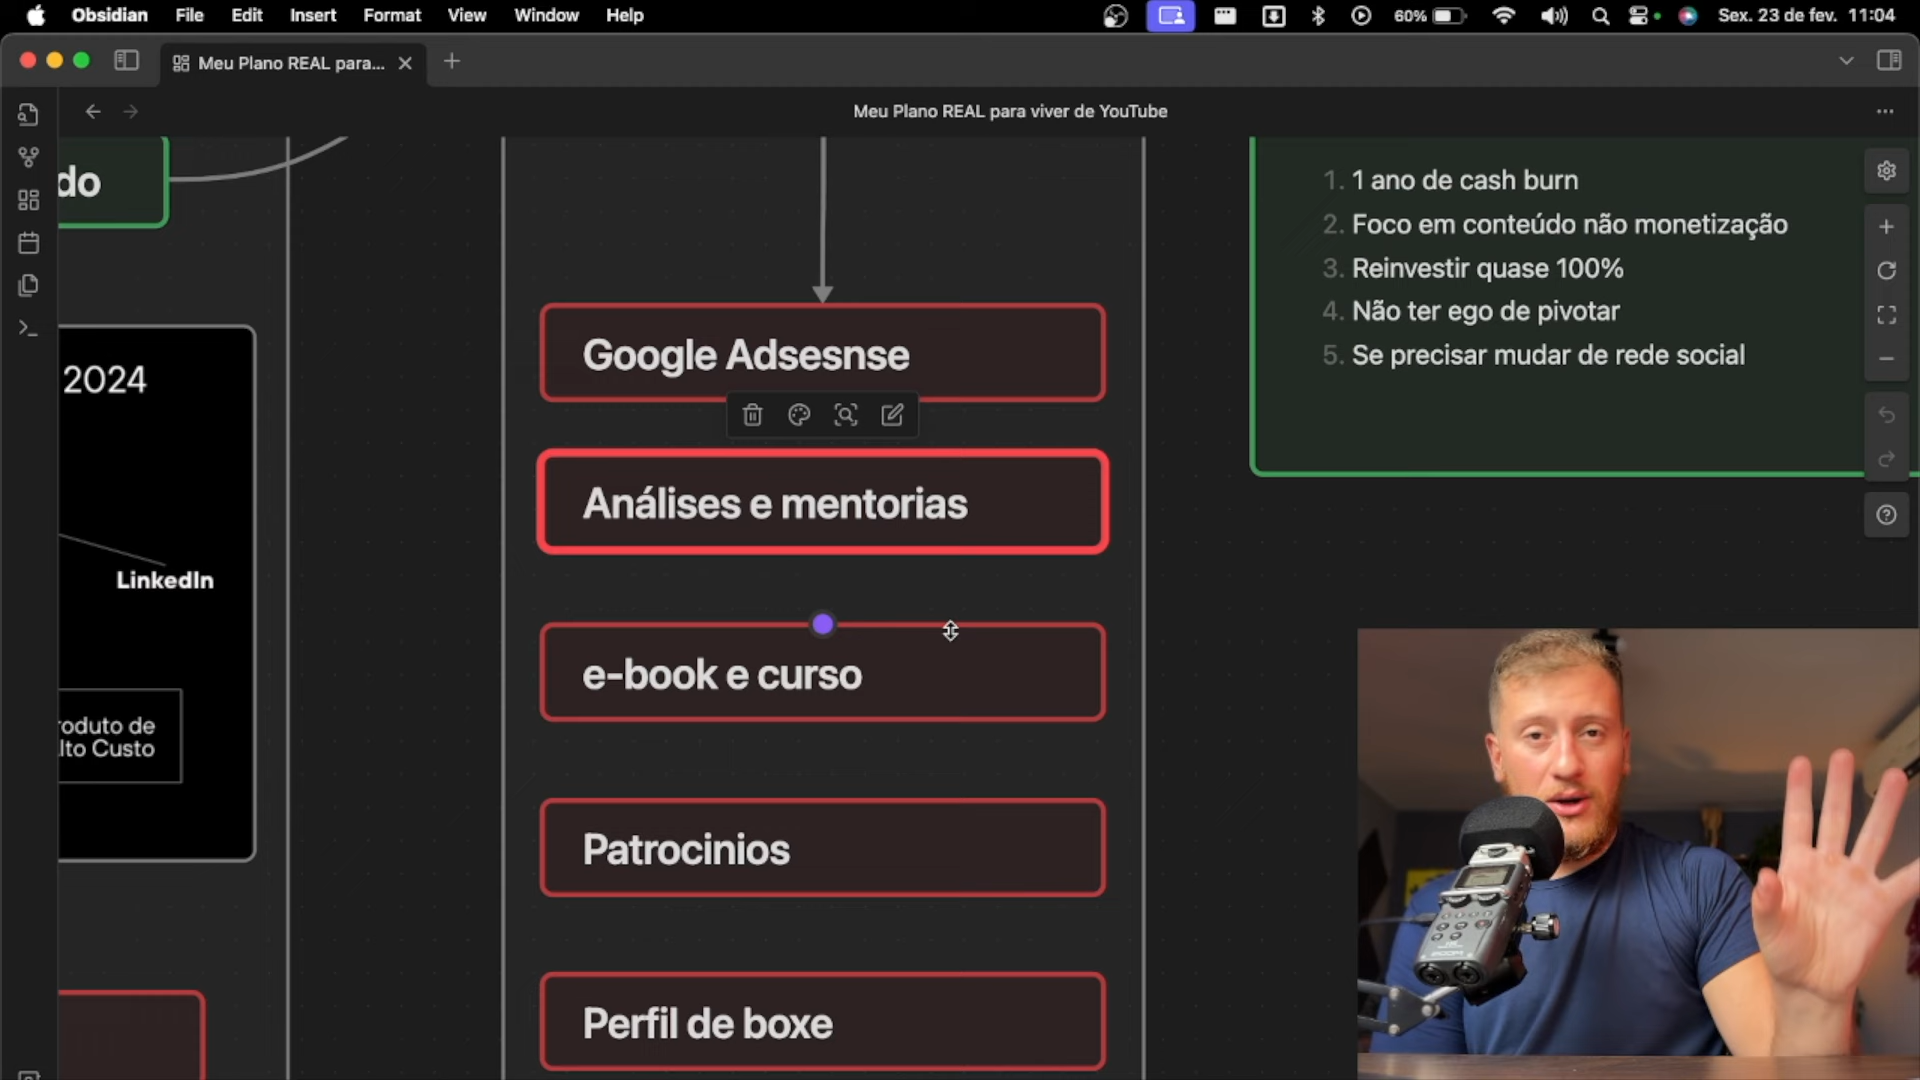 Obsidian File Edit Insert Format View Window Help
60% Sex. 23 de fev. 11:04
Meu Plano REAL para...
Meu Plano REAL para viver de YouTube
do
2024
LinkedIn
roduto de
lto Custo
Google Adsesnse
Análises e mentorias
e-book e curso
Patrocinios
Perfil de boxe
1. 1 ano de cash burn
2. Foco em conteúdo não monetização
3. Reinvestir quase 100%
4. Não ter ego de pivotar
5. Se precisar mudar de rede social